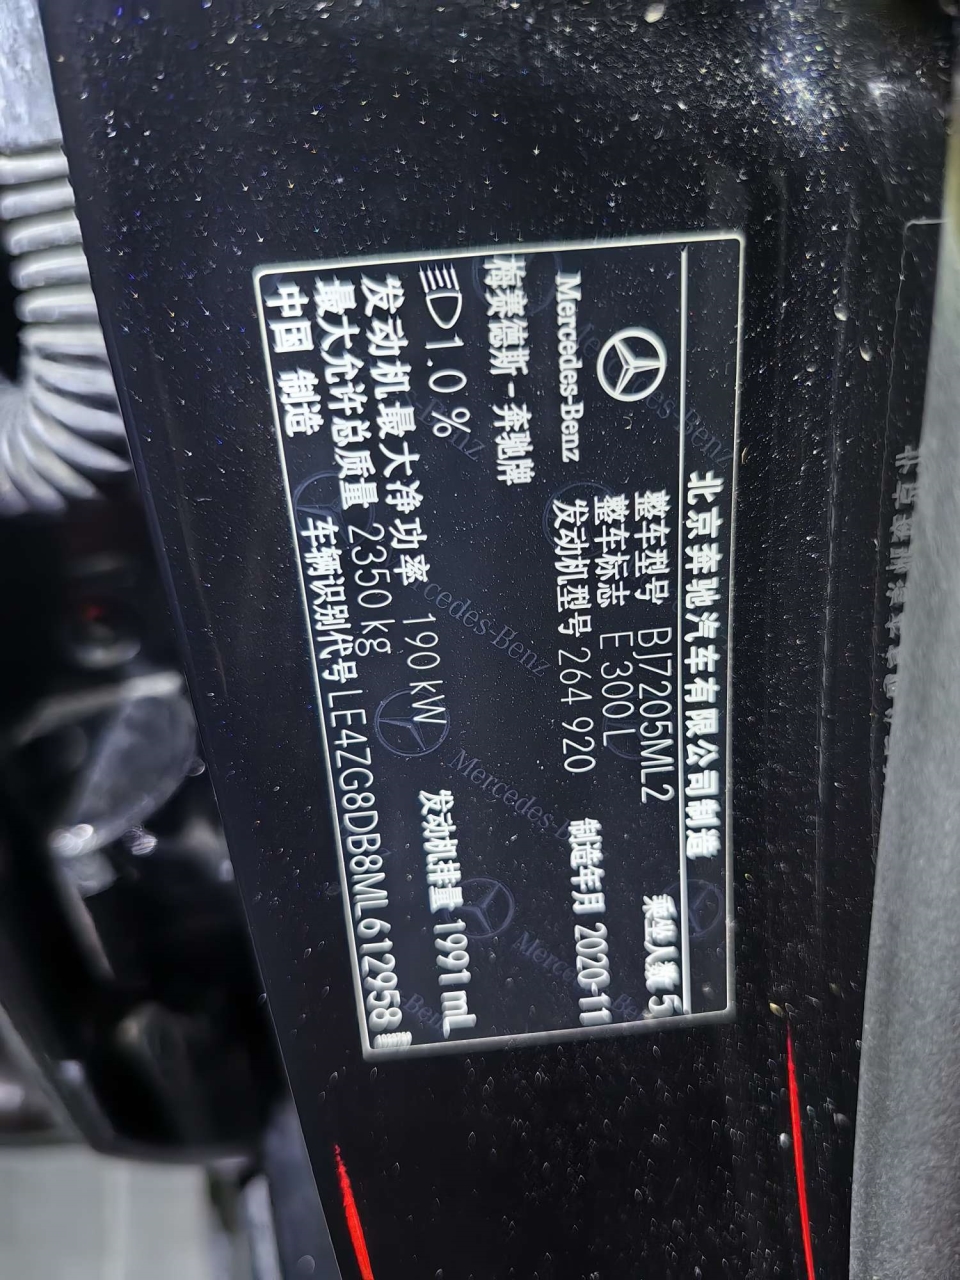 北京奔驰汽车有限公司制造
Mercedes-Benz
整车型号 BJ7205ML2 乘坐人数 5
整车标志 E 300 L
发动机型号 264 920 制造年月 2020-11
梅赛德斯-奔驰牌
1.0 %
发动机最大净功率 190 kW 发动机排量 1991 mL
最大允许总质量 2350 kg
中国 制造 车辆识别代号 LE4ZG8DB8ML612958